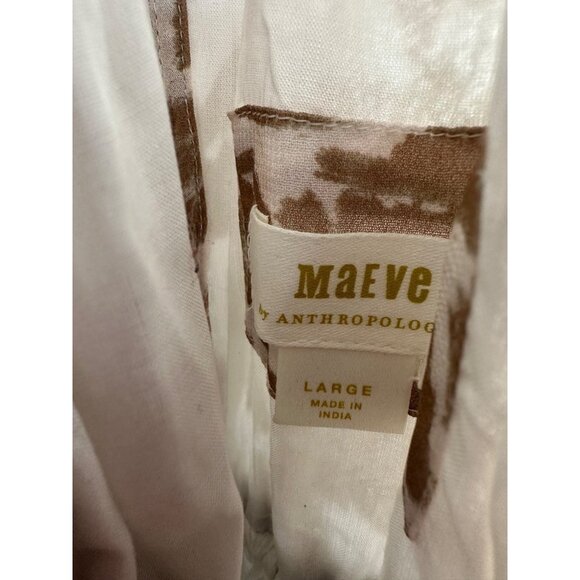 MaEVe
by ANTHROPOLOG
LARGE
MADE IN
INDIA